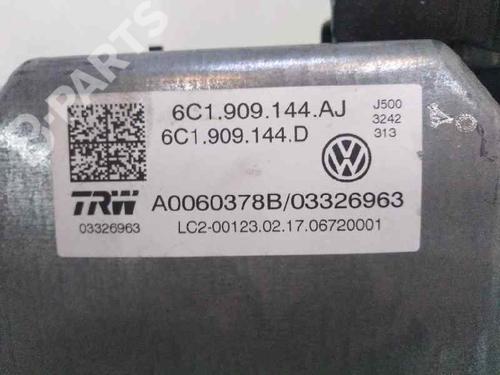 B-PARTS
6C1.909.144.AJ
6C1.909.144.D
J500
3242
313
TRW
03326963
A0060378B/03326963
LC2-00123.02.17.06720001